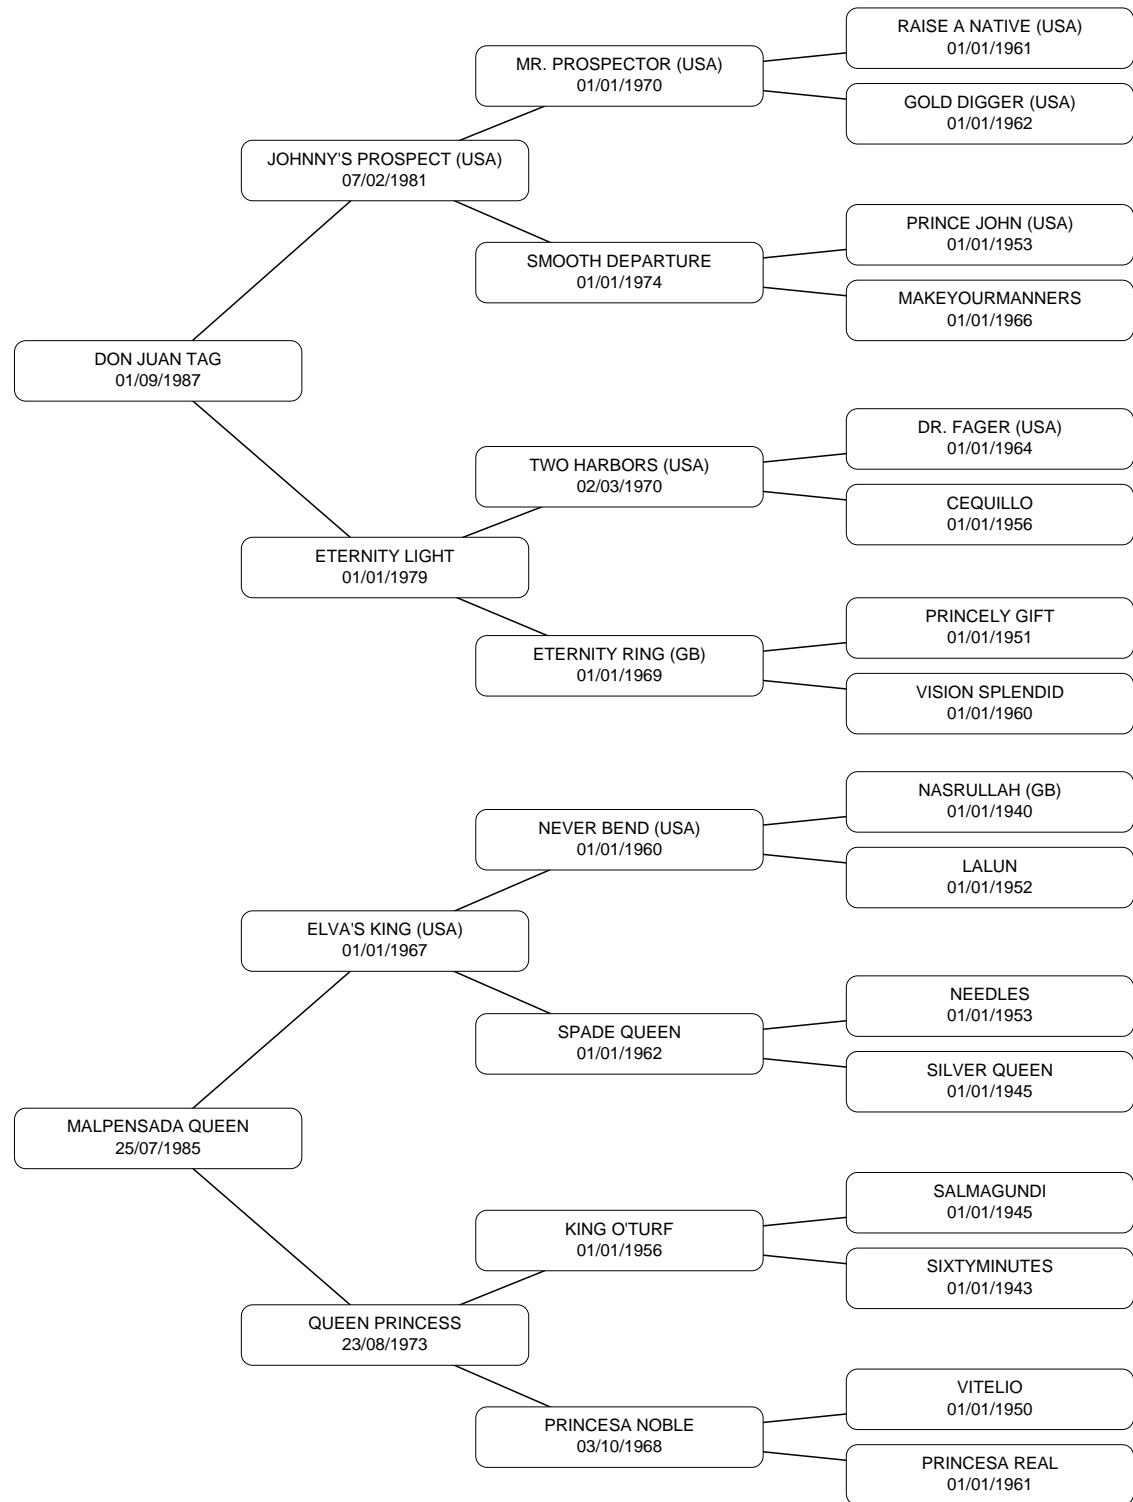 RAISE A NATIVE (USA)
01/01/1961
MR. PROSPECTOR (USA)
01/01/1970
GOLD DIGGER (USA)
01/01/1962
JOHNNY'S PROSPECT (USA)
07/02/1981
PRINCE JOHN (USA)
01/01/1953
SMOOTH DEPARTURE
01/01/1974
MAKEYOURMANNERS
01/01/1966
DON JUAN TAG
01/09/1987
DR. FAGER (USA)
01/01/1964
TWO HARBORS (USA)
02/03/1970
CEQUILLO
01/01/1956
ETERNITY LIGHT
01/01/1979
PRINCELY GIFT
01/01/1951
ETERNITY RING (GB)
01/01/1969
VISION SPLENDID
01/01/1960
NASRULLAH (GB)
01/01/1940
NEVER BEND (USA)
01/01/1960
LALUN
01/01/1952
ELVA'S KING (USA)
01/01/1967
NEEDLES
01/01/1953
SPADE QUEEN
01/01/1962
SILVER QUEEN
01/01/1945
MALPENSADA QUEEN
25/07/1985
SALMAGUNDI
01/01/1945
KING O'TURF
01/01/1956
SIXTYMINUTES
01/01/1943
QUEEN PRINCESS
23/08/1973
VITELIO
01/01/1950
PRINCESA NOBLE
03/10/1968
PRINCESA REAL
01/01/1961